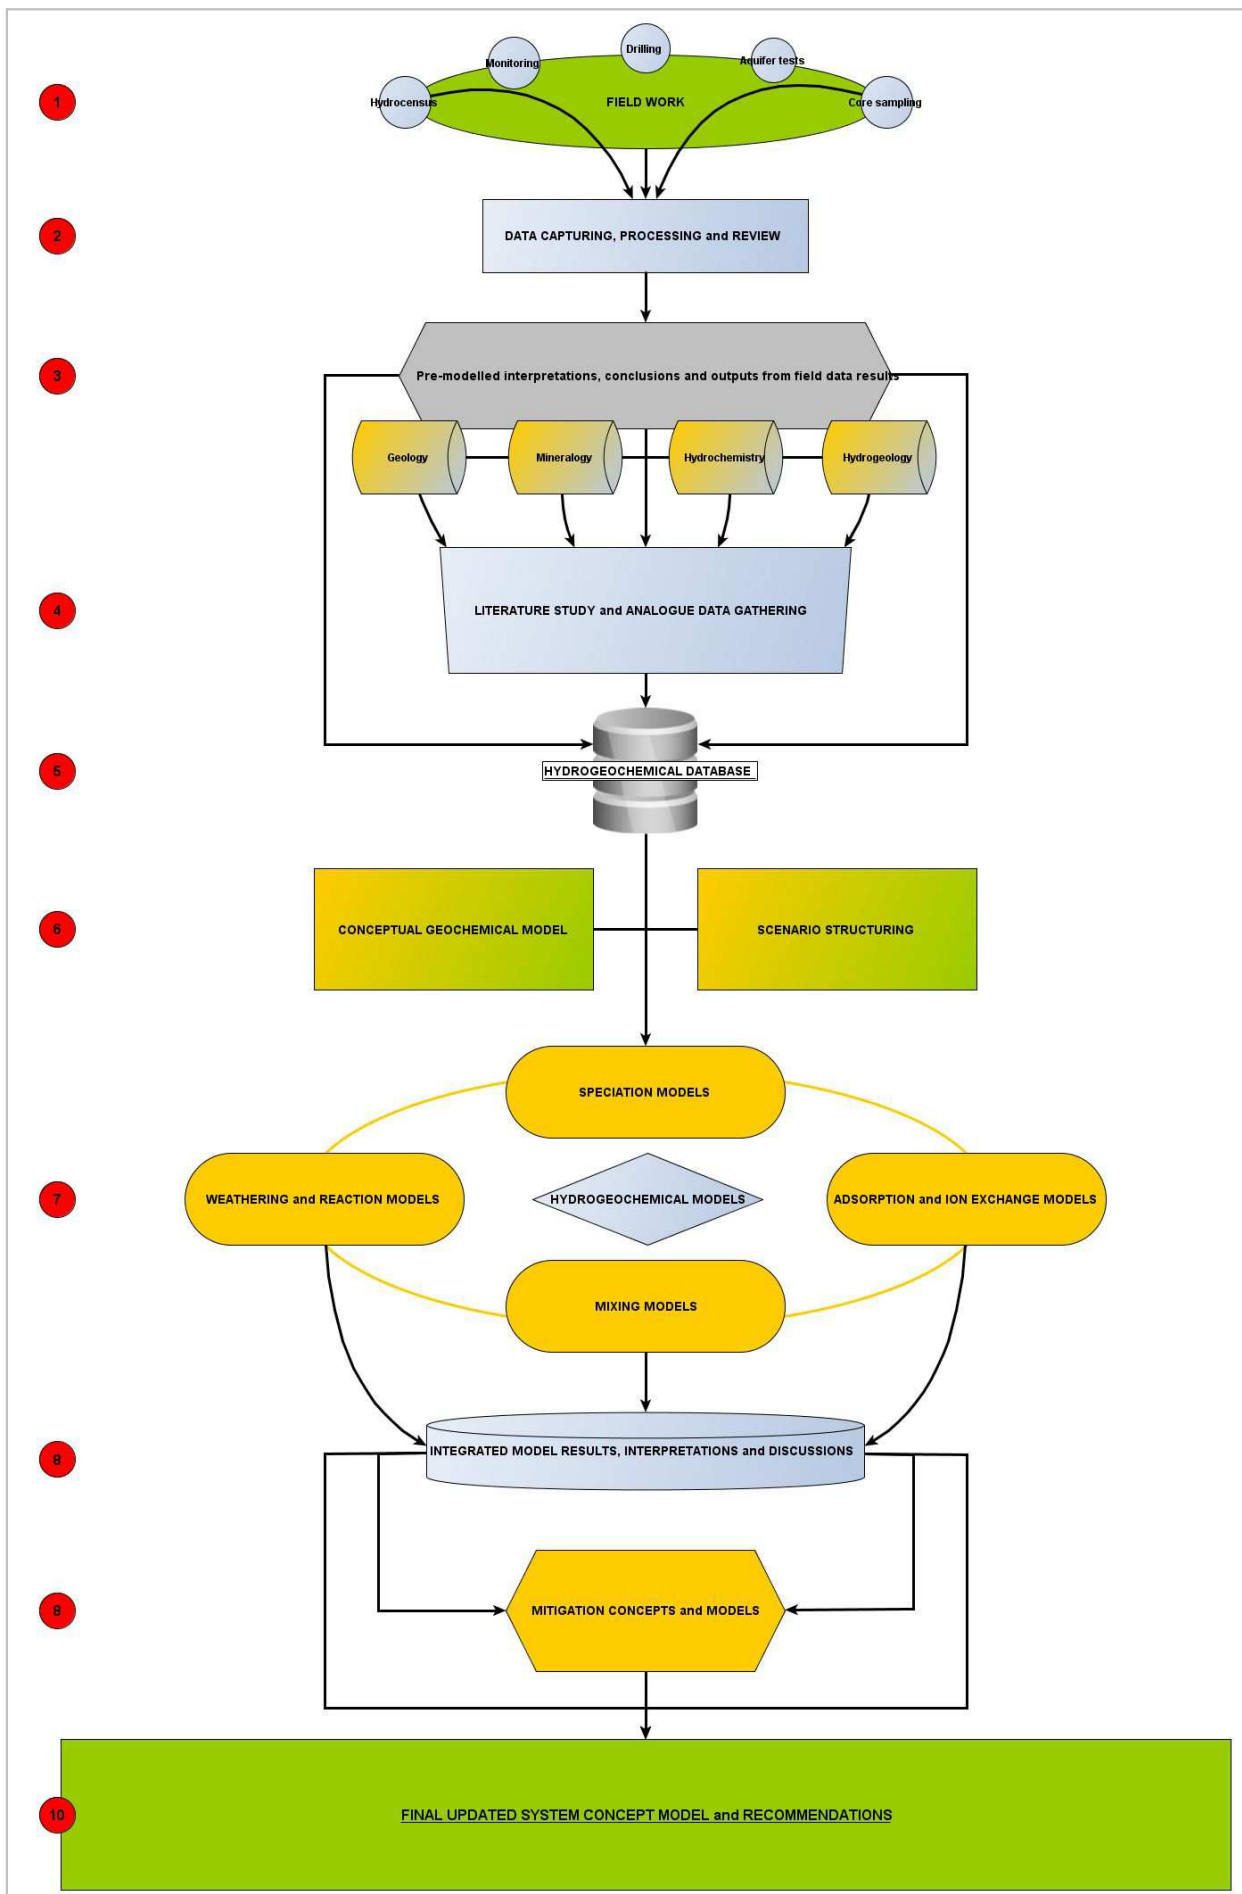 Drilling
Monitoring
Aquifer tests
1
Hydrocensus
FIELD WORK
Core sampling
2
DATA CAPTURING, PROCESSING and REVIEW
3
Pre-modelled interpretations, conclusions and outputs from field data results
Geology
Mineralogy
Hydrochemistry
Hydrogeology
4
LITERATURE STUDY and ANALOGUE DATA GATHERING
5
HYDROGEOCHEMICAL DATABASE
6
CONCEPTUAL GEOCHEMICAL MODEL
SCENARIO STRUCTURING
SPECIATION MODELS
7
WEATHERING and REACTION MODELS
HYDROGEOCHEMICAL MODELS
ADSORPTION and ION EXCHANGE MODELS
MIXING MODELS
8
INTEGRATED MODEL RESULTS, INTERPRETATIONS and DISCUSSIONS
8
MITIGATION CONCEPTS and MODELS
10
FINAL UPDATED SYSTEM CONCEPT MODEL and RECOMMENDATIONS